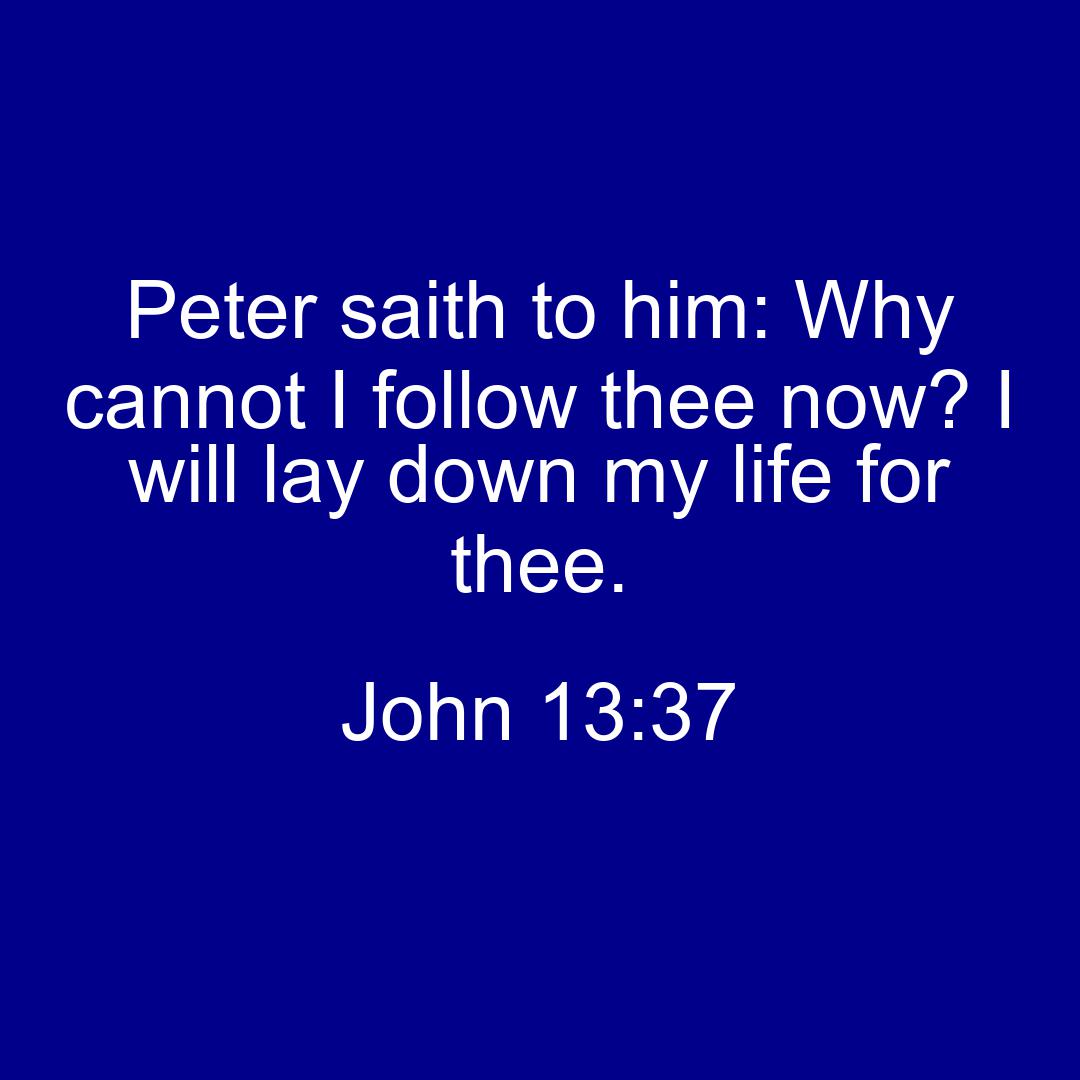 Peter saith to him: Why
cannot I follow thee now? I
will lay down my life for
thee.
John 13:37